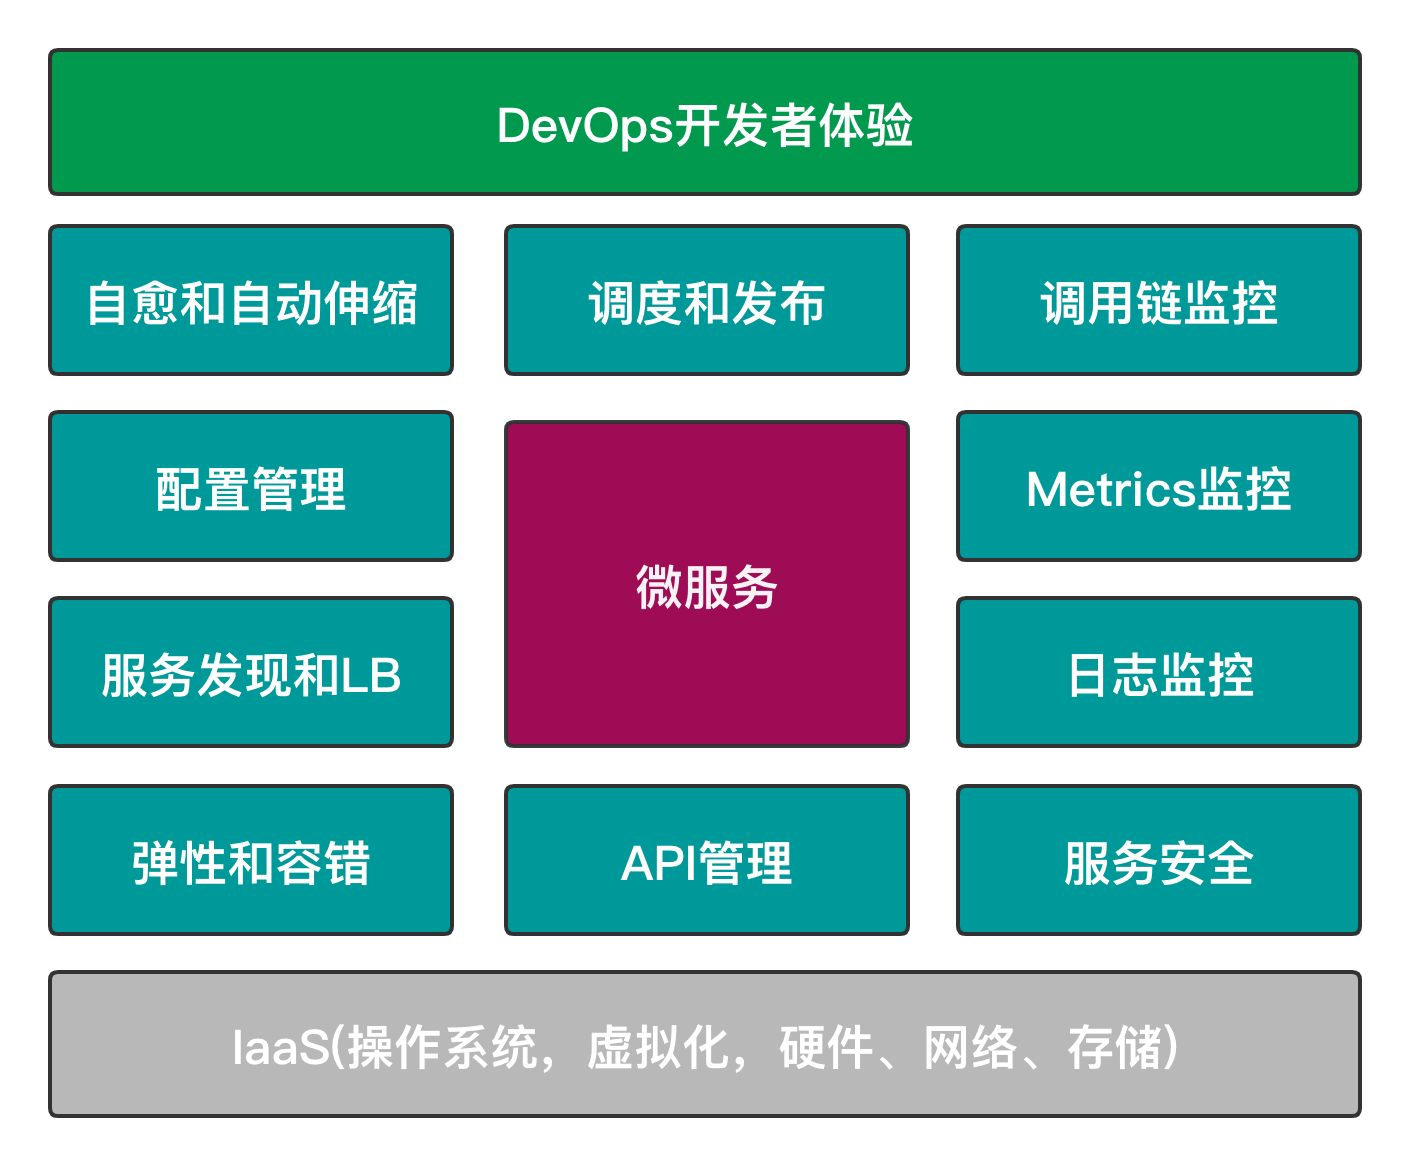 DevOps开发者体验
自愈和自动伸缩
调度和发布
调用链监控
配置管理
微服务
Metrics监控
服务发现和LB
日志监控
弹性和容错
API管理
服务安全
IaaS(操作系统，虚拟化，硬件、网络、存储)